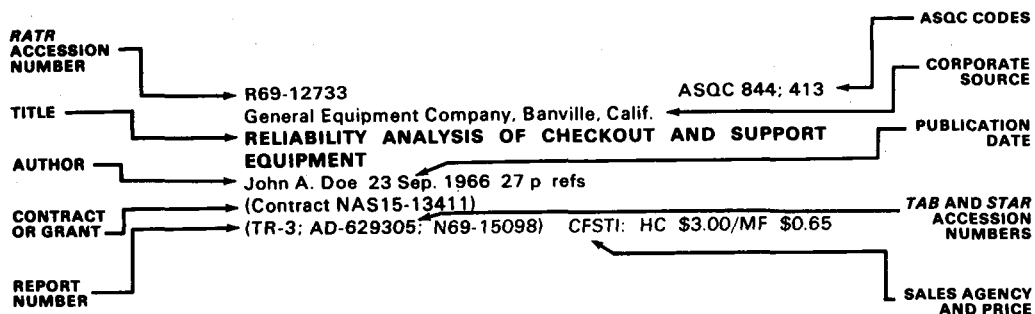 RATR
ACCESSION
NUMBER
TITLE
AUTHOR
CONTRACT
OR GRANT
REPORT
NUMBER
R69-12733 ASQC 844; 413
General Equipment Company, Banville, Calif.
RELIABILITY ANALYSIS OF CHECKOUT AND SUPPORT
EQUIPMENT
John A. Doe 23 Sep. 1966 27 p refs
(Contract NAS15-13411)
(TR-3; AD-629305; N69-15098) CFSTI: HC $3.00/MF $0.65
ASQC CODES
CORPORATE
SOURCE
PUBLICATION
DATE
TAB AND STAR
ACCESSION
NUMBERS
SALES AGENCY
AND PRICE